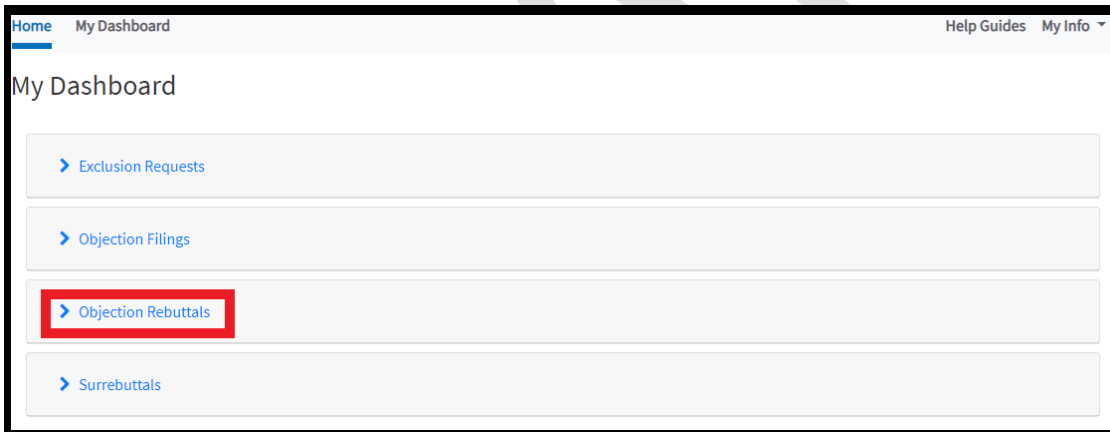 Home My Dashboard Help Guides My Info
My Dashboard
Exclusion Requests
Objection Filings
Objection Rebuttals
Surrebuttals